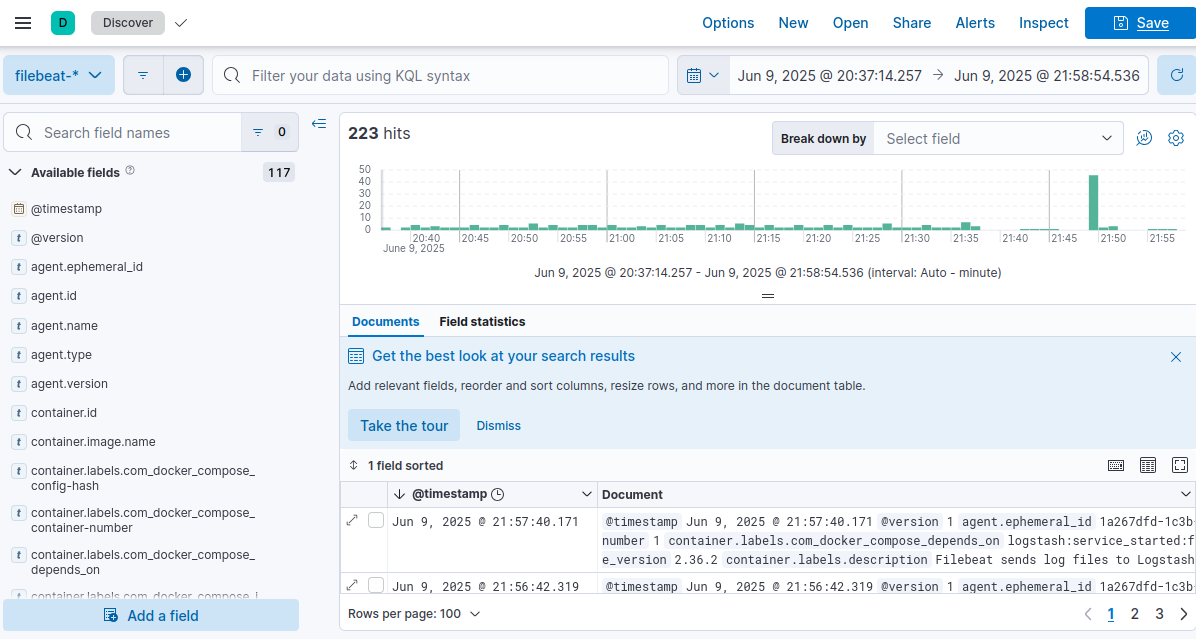 D Discover Options New Open Share Alerts Inspect Save
filebeat-* Filter your data using KQL syntax Jun 9, 2025 @ 20:37:14.257 → Jun 9, 2025 @ 21:58:54.536
Search field names 0
Available fields 117
@timestamp
t @version
t agent.ephemeral_id
t agent.id
t agent.name
t agent.type
t agent.version
t container.id
t container.image.name
t container.labels.com_docker_compose_
config-hash
t container.labels.com_docker_compose_
container-number
t container.labels.com_docker_compose_
depends_on
container.labels.com_docker_compose_i
Add a field
223 hits
Break down by Select field
50
40
30
20
10
0
20:40 20:45 20:50 20:55 21:00 21:05 21:10 21:15 21:20 21:25 21:30 21:35 21:40 21:45 21:50 21:55
June 9, 2025
Jun 9, 2025 @ 20:37:14.257 - Jun 9, 2025 @ 21:58:54.536 (interval: Auto - minute)
Documents Field statistics
Get the best look at your search results
Add relevant fields, reorder and sort columns, resize rows, and more in the document table.
Take the tour Dismiss
1 field sorted
@timestamp Document
Jun 9, 2025 @ 21:57:40.171 @timestamp Jun 9, 2025 @ 21:57:40.171 @version 1 agent.ephemeral_id 1a267dfd-1c3b
number 1 container.labels.com_docker_compose_depends_on logstash:service_started:f
e_version 2.36.2 container.labels.description Filebeat sends log files to Logstash
Jun 9, 2025 @ 21:56:42.319 @timestamp Jun 9, 2025 @ 21:56:42.319 @version 1 agent.ephemeral_id 1a267dfd-1c3b
Rows per page: 100 1 2 3